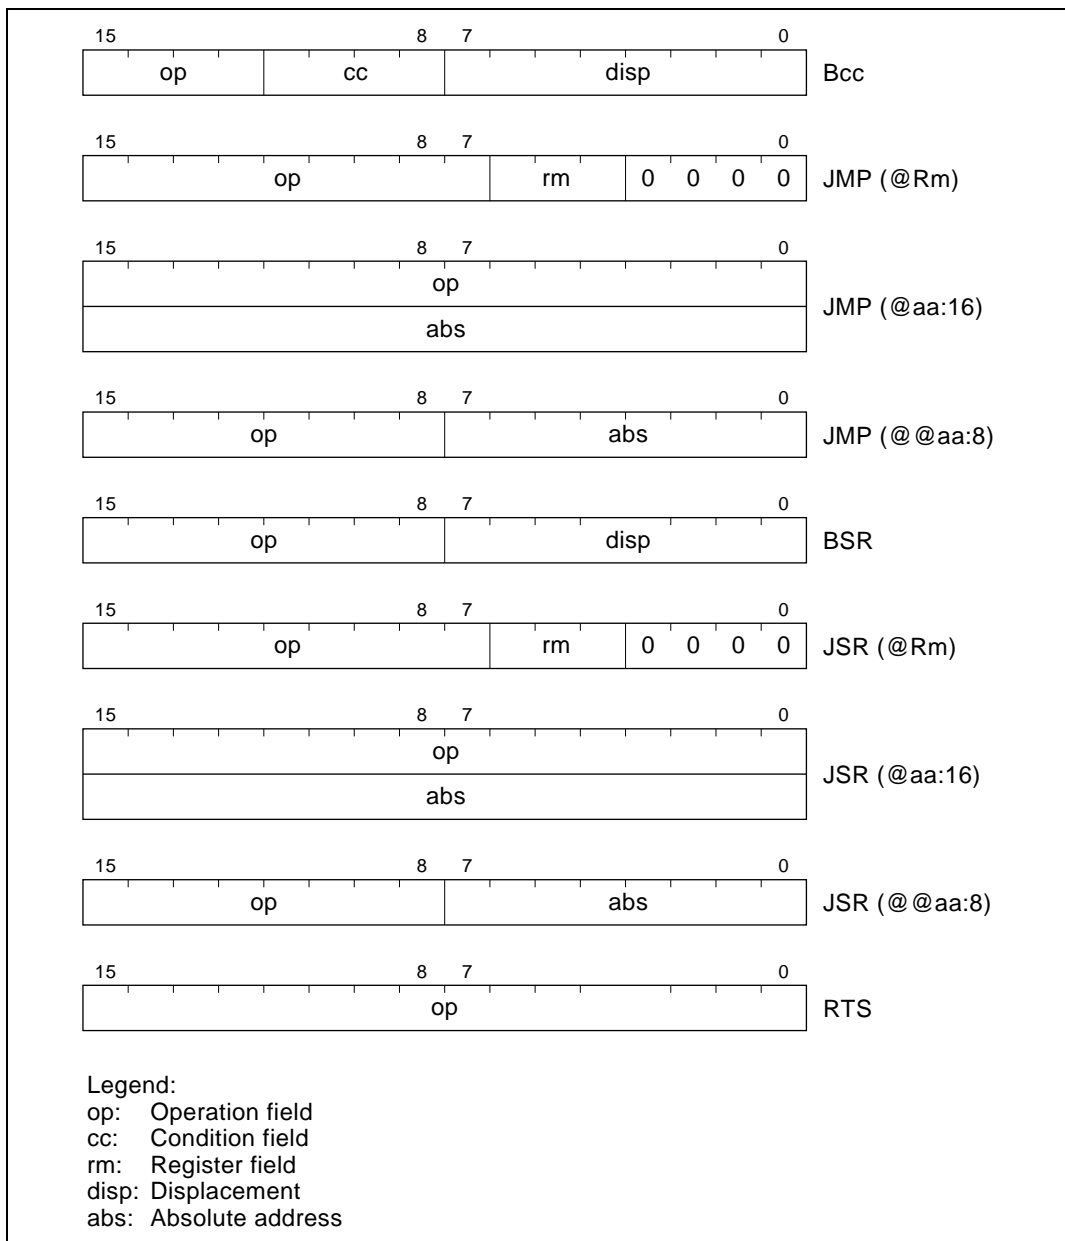 15 8 7 0
op cc disp Bcc
15 8 7 0
op rm 0 0 0 0 JMP (@Rm)
15 8 7 0
op
JMP (@aa:16)
abs
15 8 7 0
op abs JMP (@@aa:8)
15 8 7 0
op disp BSR
15 8 7 0
op rm 0 0 0 0 JSR (@Rm)
15 8 7 0
op
JSR (@aa:16)
abs
15 8 7 0
op abs JSR (@@aa:8)
15 8 7 0
op RTS
Legend:
op: Operation field
cc: Condition field
rm: Register field
disp: Displacement
abs: Absolute address